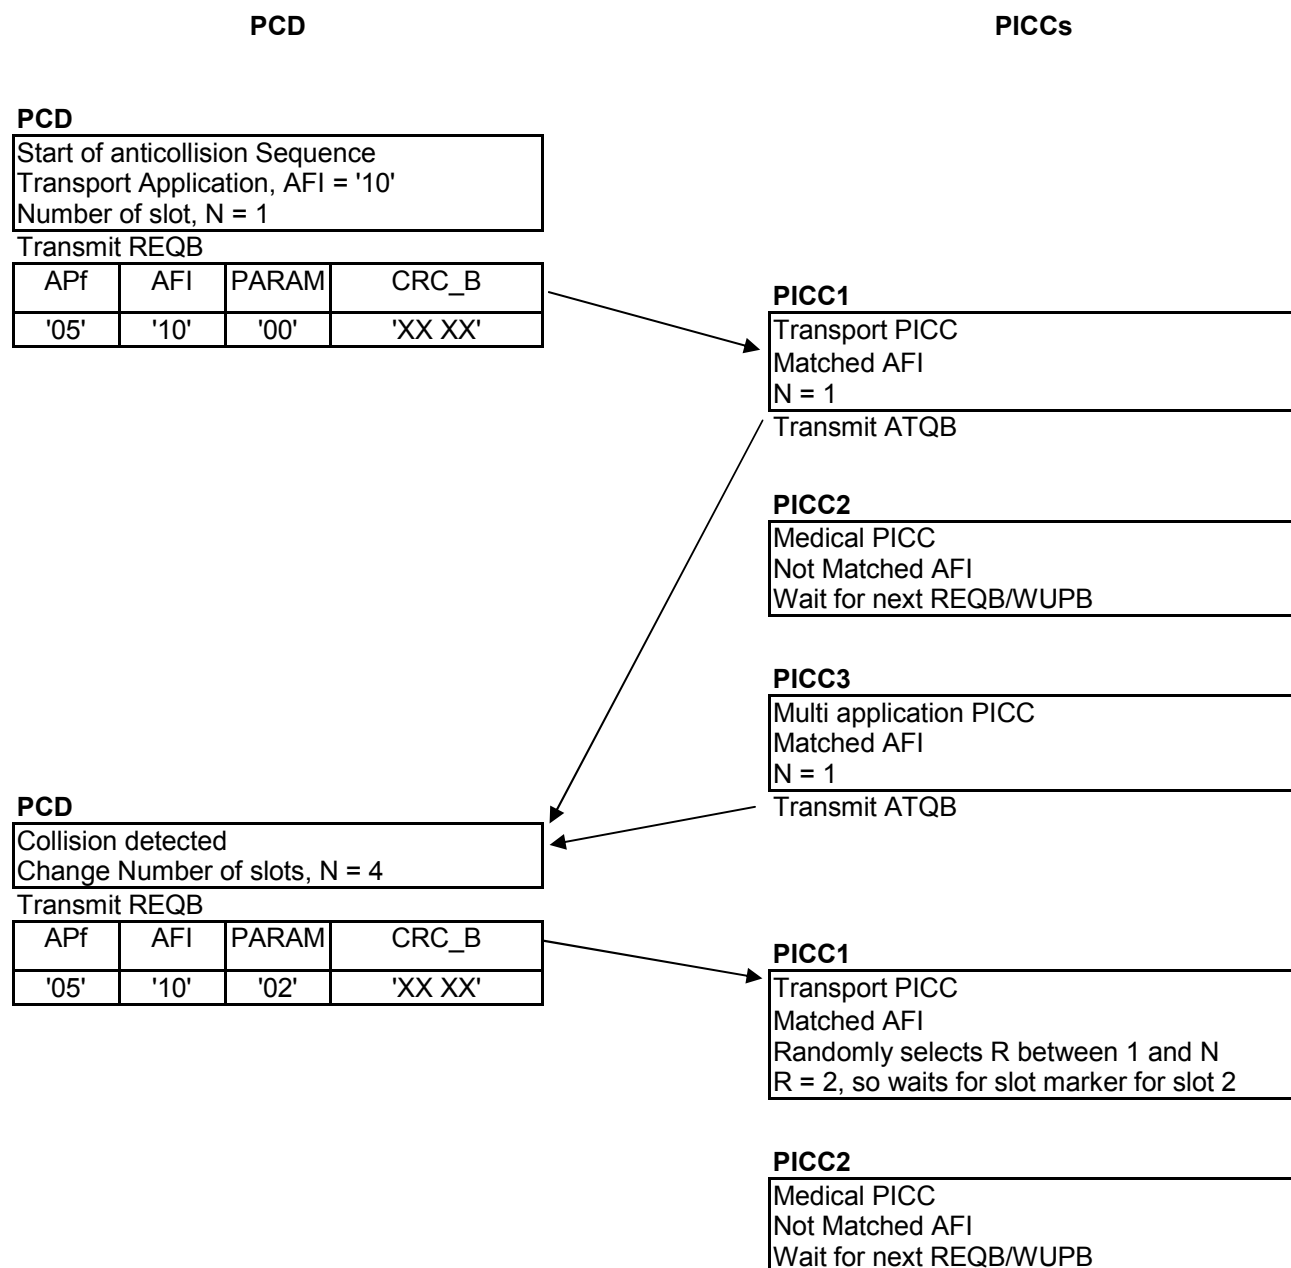 PCD PICCs
PCD
Start of anticollision Sequence
Transport Application, AFI = '10'
Number of slot, N = 1
Transmit REQB
APf AFI PARAM CRC_B
'05' '10' '00' 'XX XX'
PICC1
Transport PICC
Matched AFI
N = 1
Transmit ATQB
PICC2
Medical PICC
Not Matched AFI
Wait for next REQB/WUPB
PICC3
Multi application PICC
Matched AFI
N = 1
Transmit ATQB
PCD
Collision detected
Change Number of slots, N = 4
Transmit REQB
APf AFI PARAM CRC_B
'05' '10' '02' 'XX XX'
PICC1
Transport PICC
Matched AFI
Randomly selects R between 1 and N
R = 2, so waits for slot marker for slot 2
PICC2
Medical PICC
Not Matched AFI
Wait for next REQB/WUPB